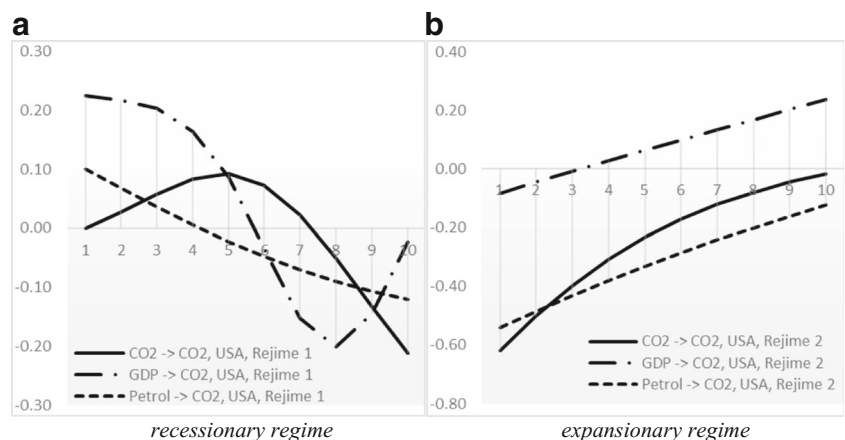 a
b
0.30
0.20
0.10
0.00
-0.10
-0.20
-0.30
1 2 3 4 5 6 7 8 9 10
CO2 -> CO2, USA, Rejime 1
GDP -> CO2, USA, Rejime 1
Petrol -> CO2, USA, Rejime 1
recessionary regime
0.40
0.20
0.00
-0.20
-0.40
-0.60
-0.80
1 2 3 4 5 6 7 8 9 10
CO2 -> CO2, USA, Rejime 2
GDP -> CO2, USA, Rejime 2
Petrol -> CO2, USA, Rejime 2
expansionary regime